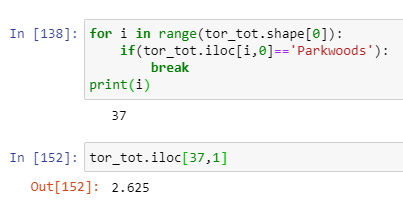 In [138]: for i in range(tor_tot.shape[0]):
if(tor_tot.iloc[i,0]=='Parkwoods'):
break
print(i)
37
In [152]: tor_tot.iloc[37,1]
Out[152]: 2.625